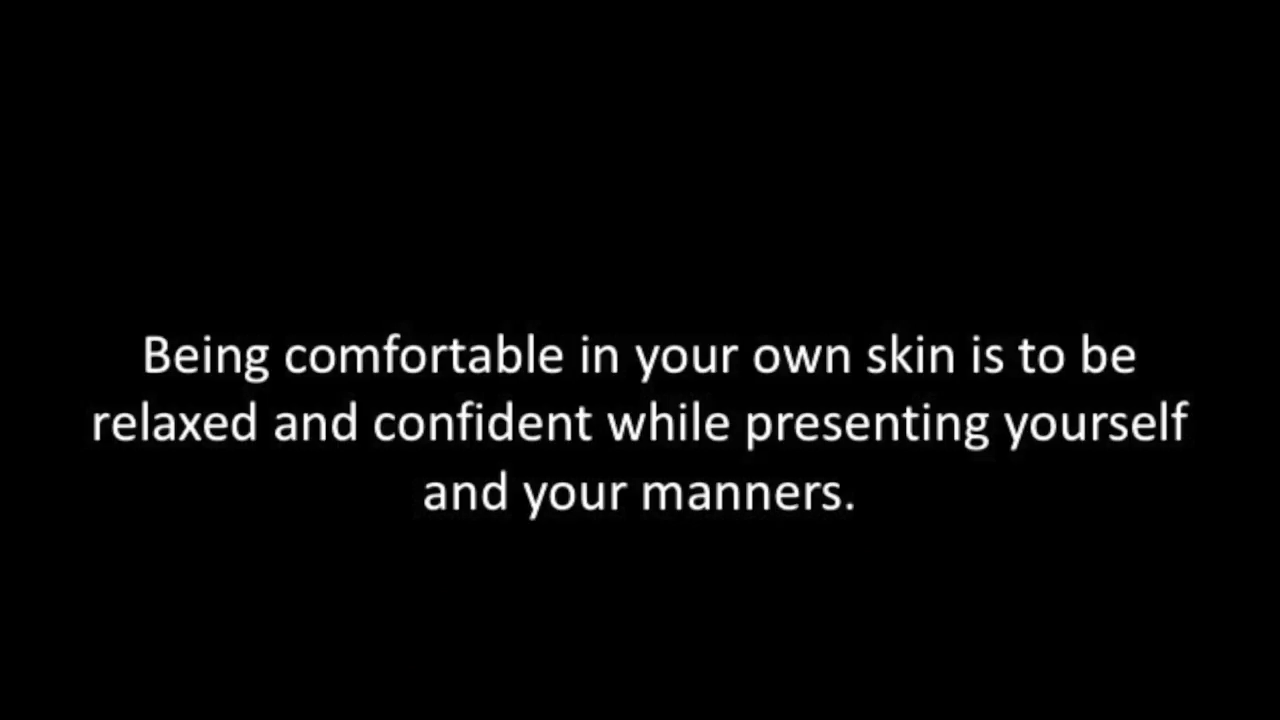 Being comfortable in your own skin is to be
relaxed and confident while presenting yourself
and your manners.